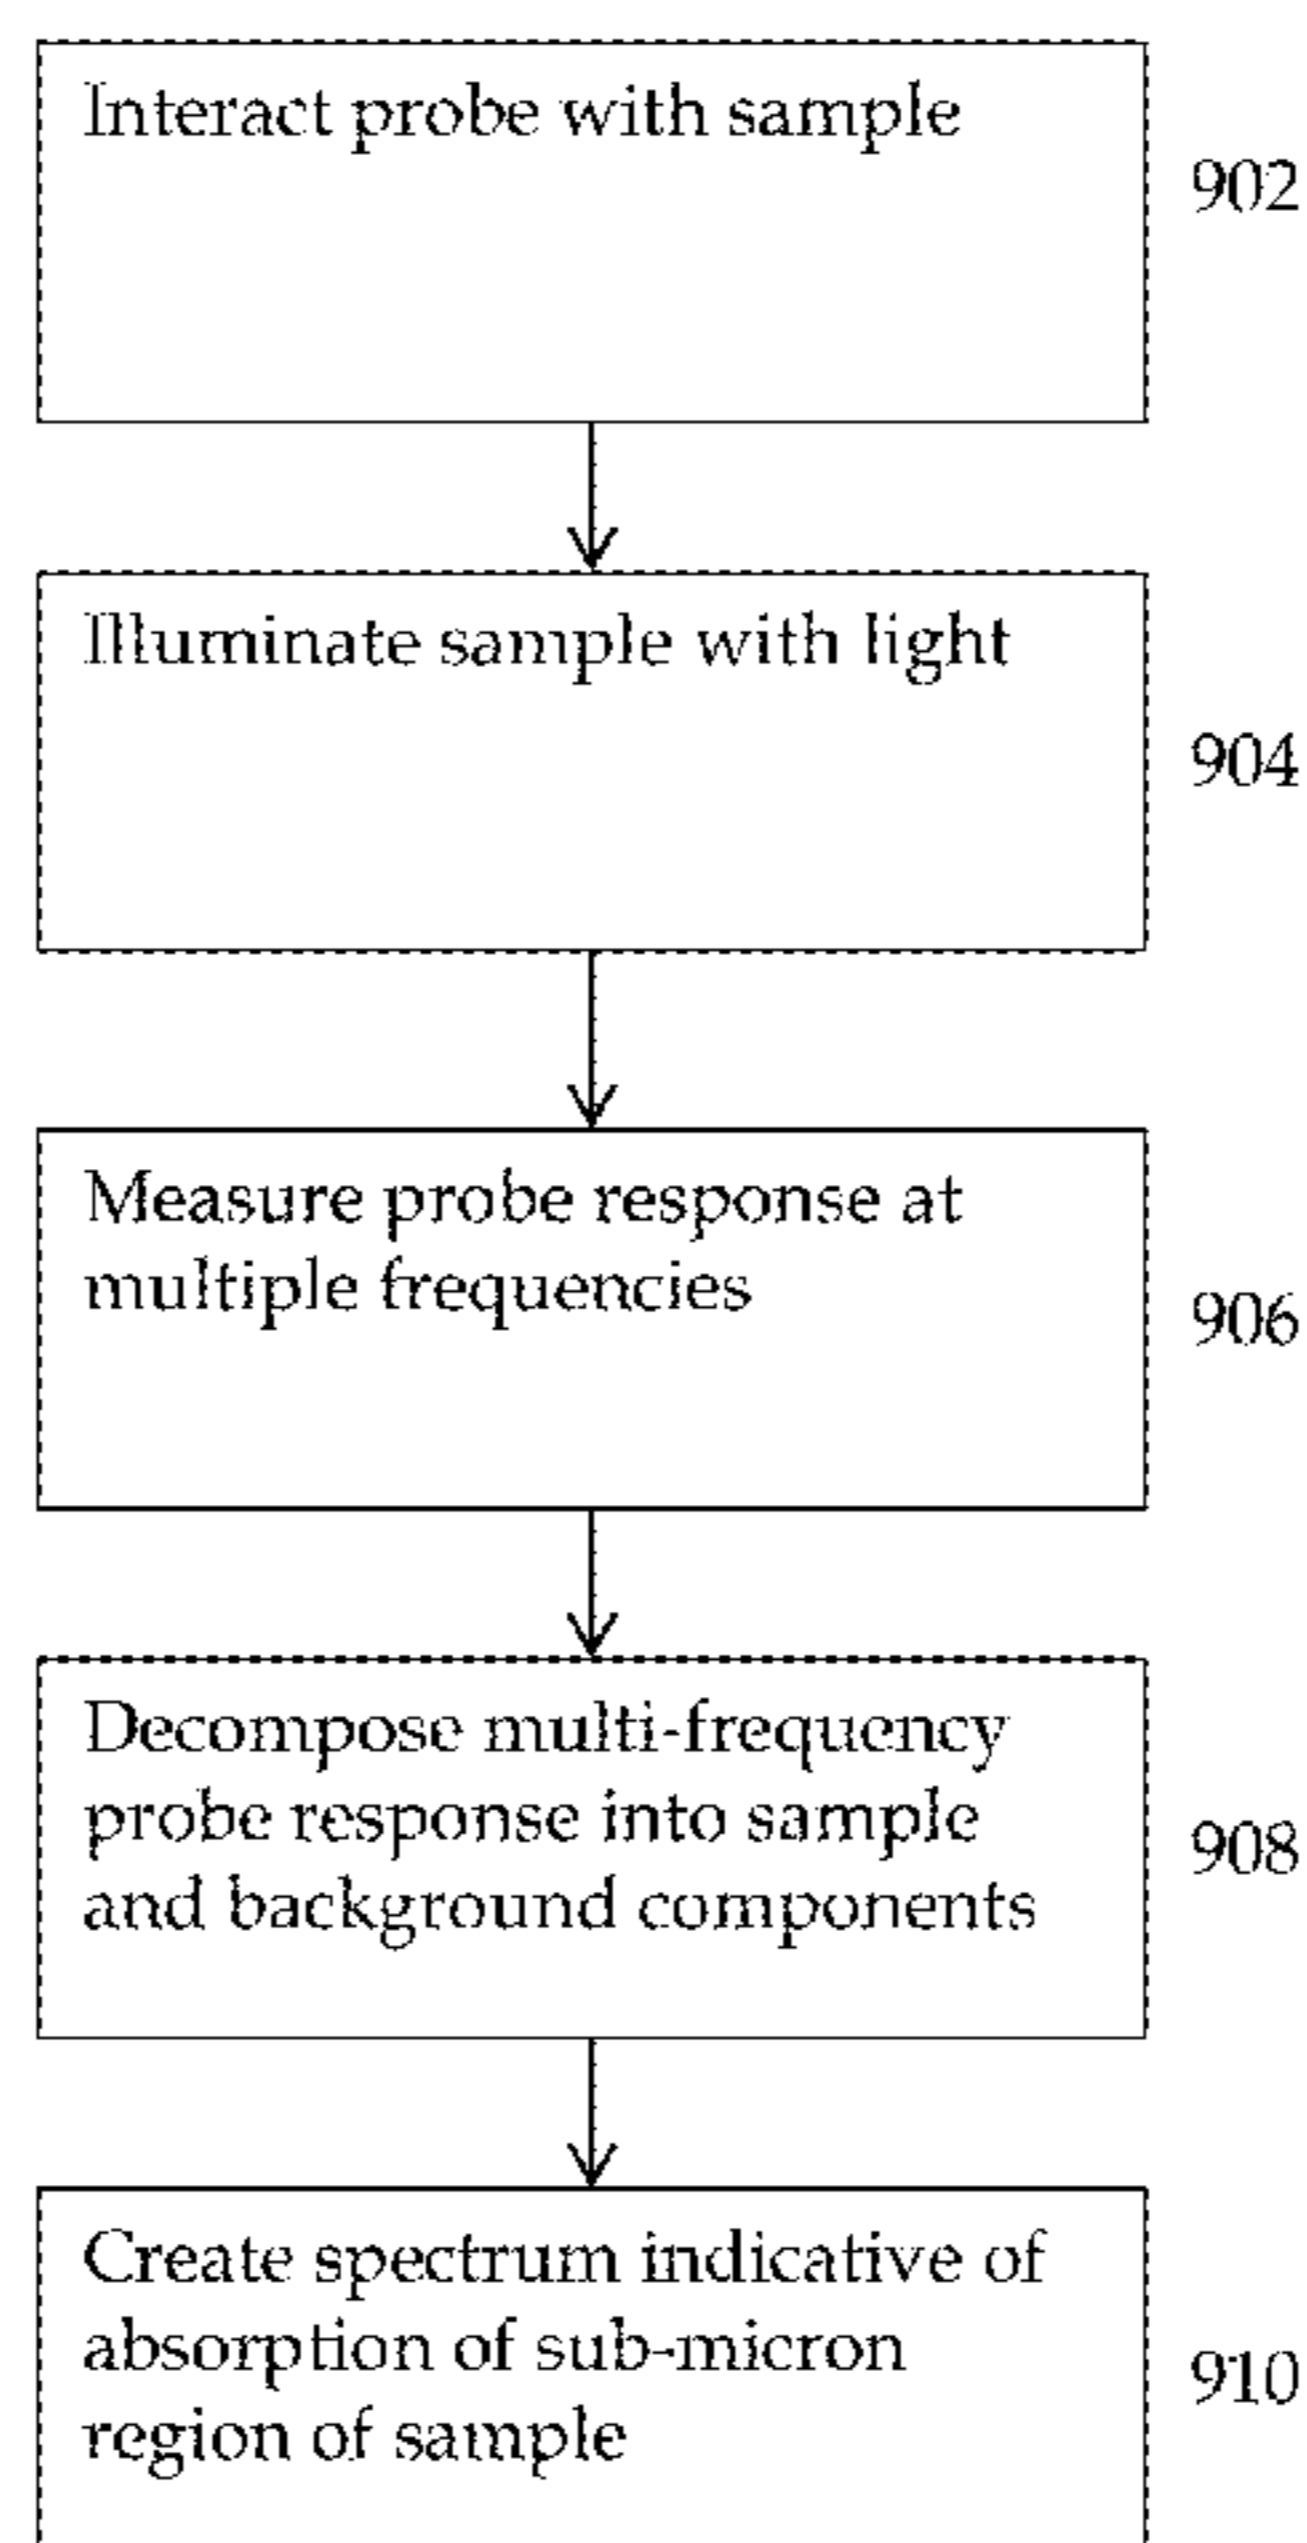 Interact probe with sample
902
Illuminate sample with light
904
Measure probe response at
multiple frequencies
906
Decompose multi-frequency
probe response into sample
and background components
908
Create spectrum indicative of
absorption of sub-micron
region of sample
910